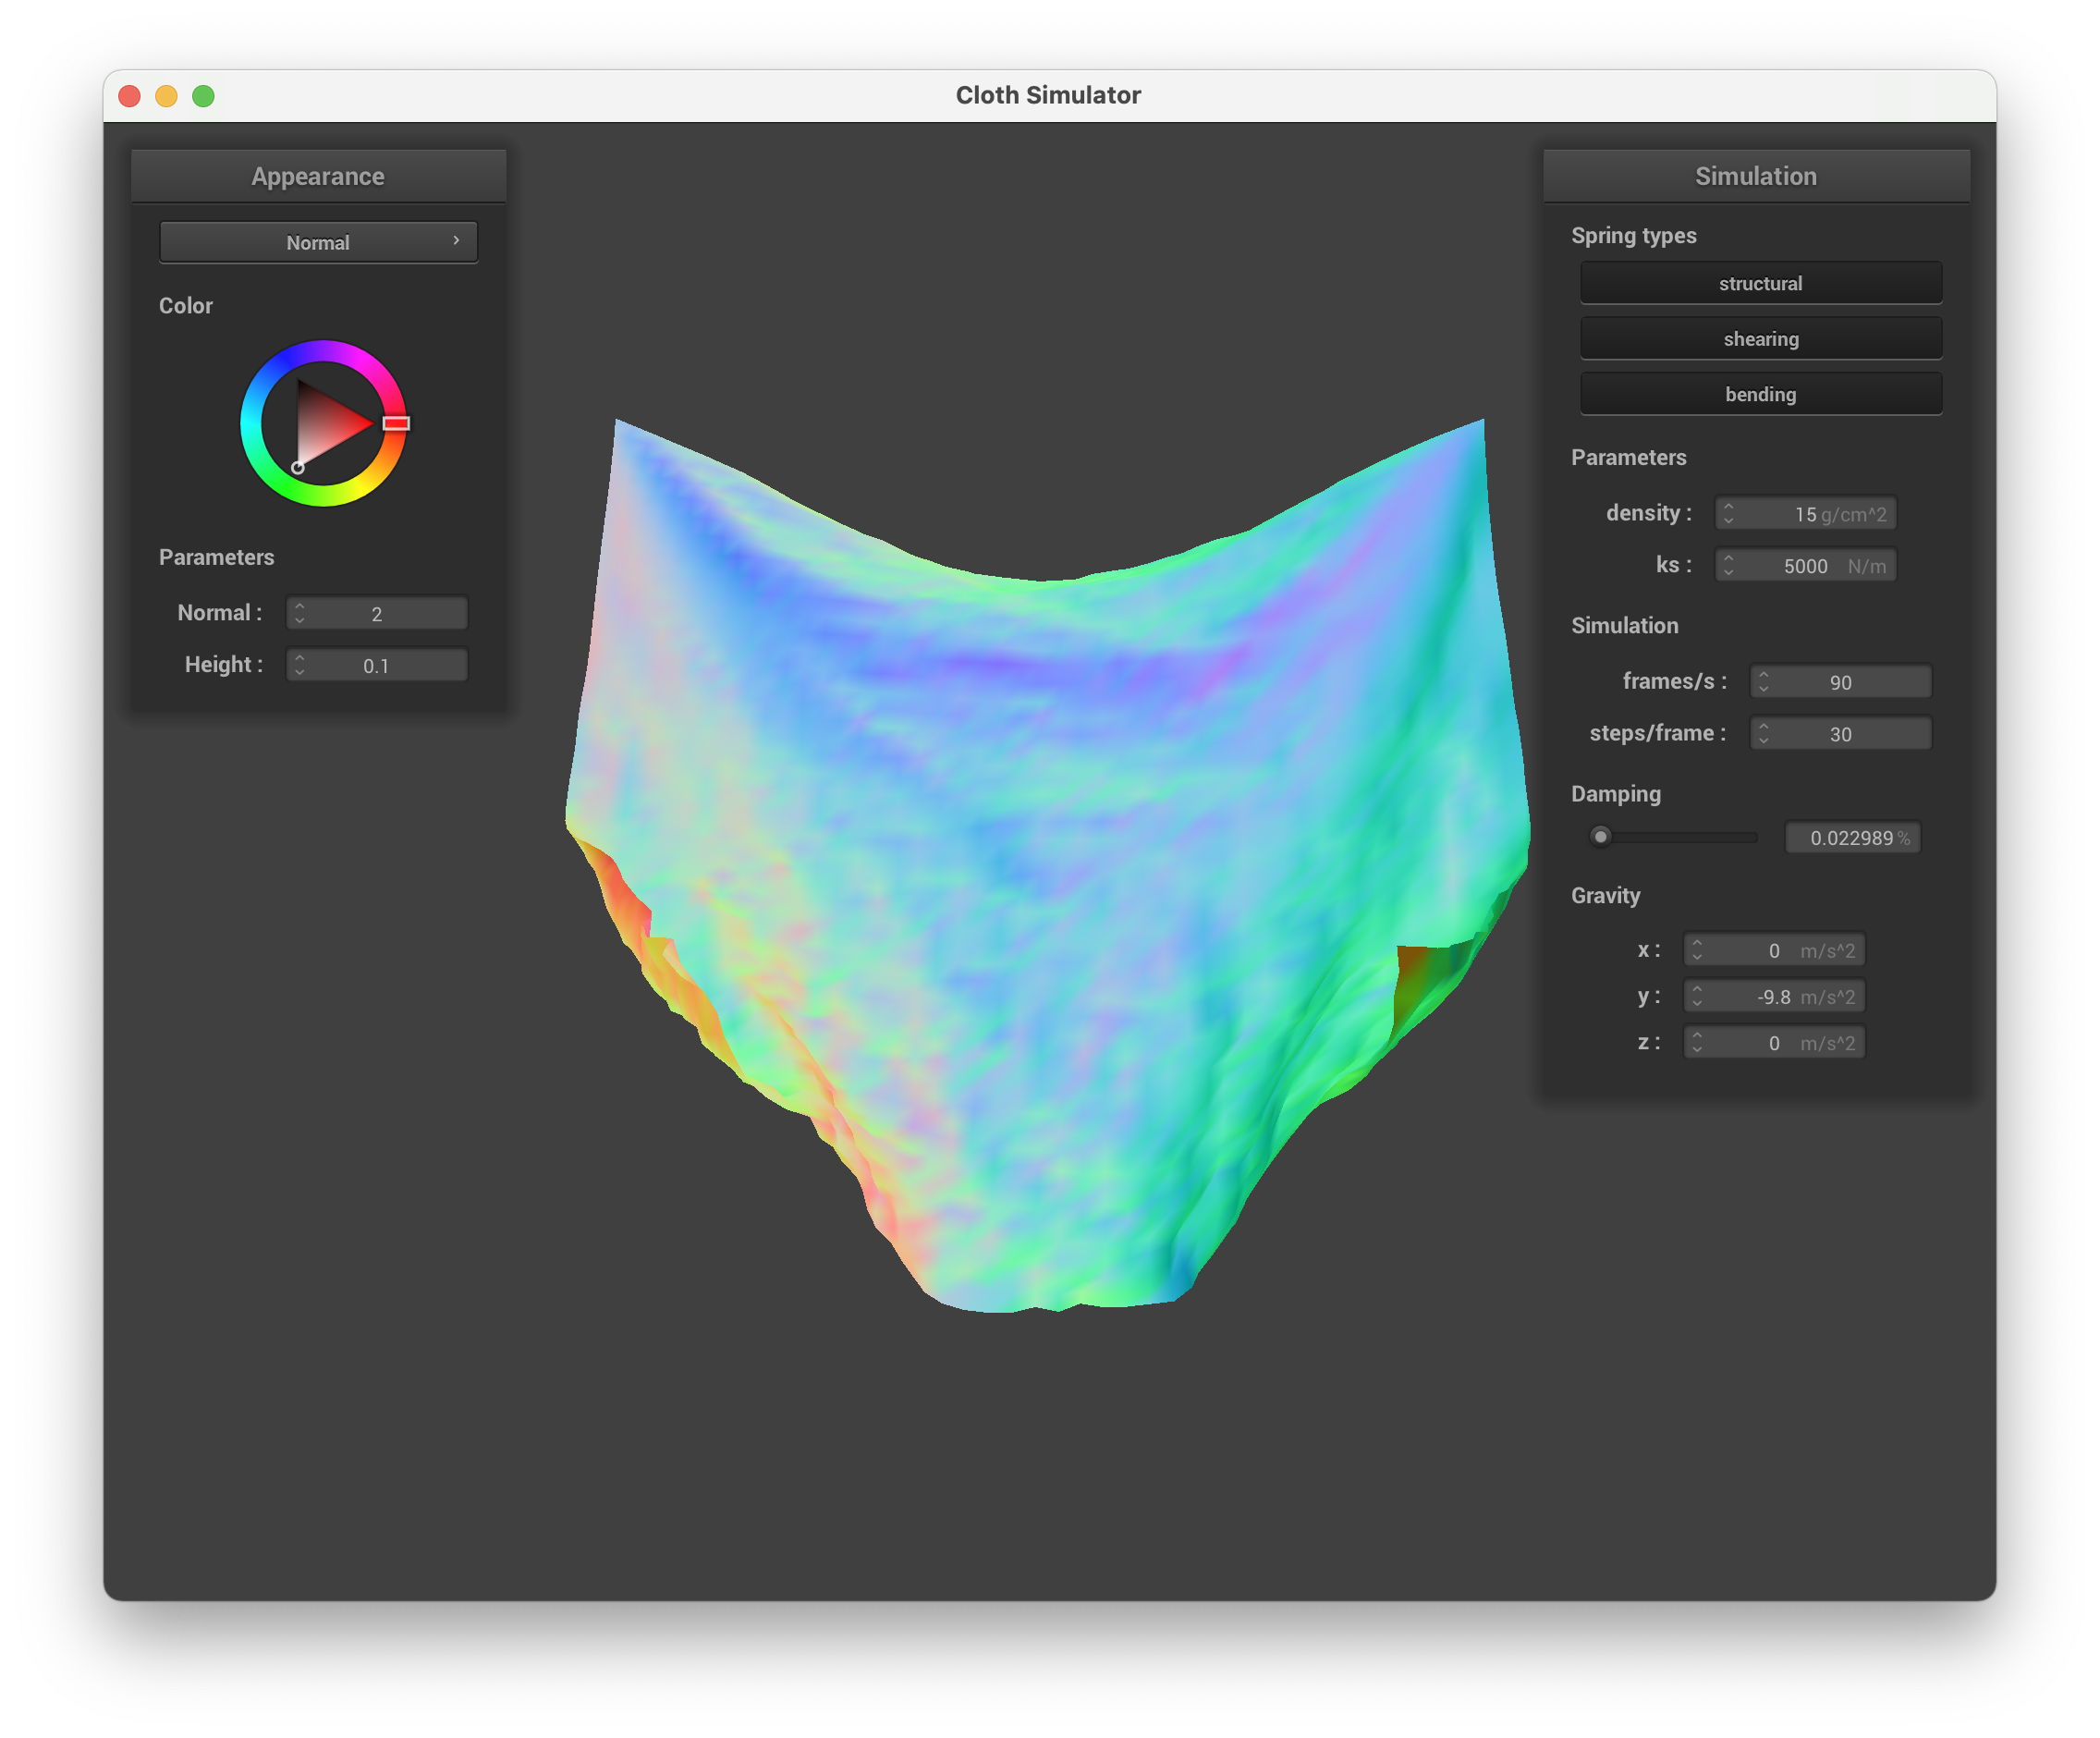 Cloth Simulator
Appearance
Normal
Color
Parameters
Normal : 2
Height : 0.1
Simulation
Spring types
structural
shearing
bending
Parameters
density : 15 g/cm^2
ks : 5000 N/m
Simulation
frames/s : 90
steps/frame : 30
Damping
0.022989 %
Gravity
x : 0 m/s^2
y : -9.8 m/s^2
z : 0 m/s^2